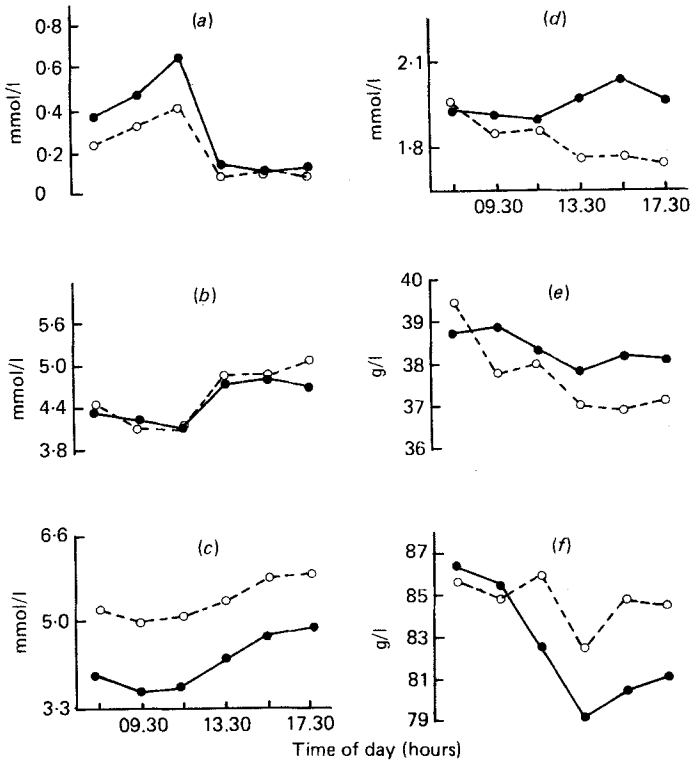 (a)
mmol/l
0·8
0·6
0·4
0·2
0
(d)
mmol/l
2·1
1·8
09.30 13.30 17.30
(b)
mmol/l
5·6
5·0
4·4
3·8
(e)
g/l
40
39
38
37
36
(c)
mmol/l
6·6
5·0
3·3
09.30 13.30 17.30
(f)
g/l
87
85
83
81
79
Time of day (hours)